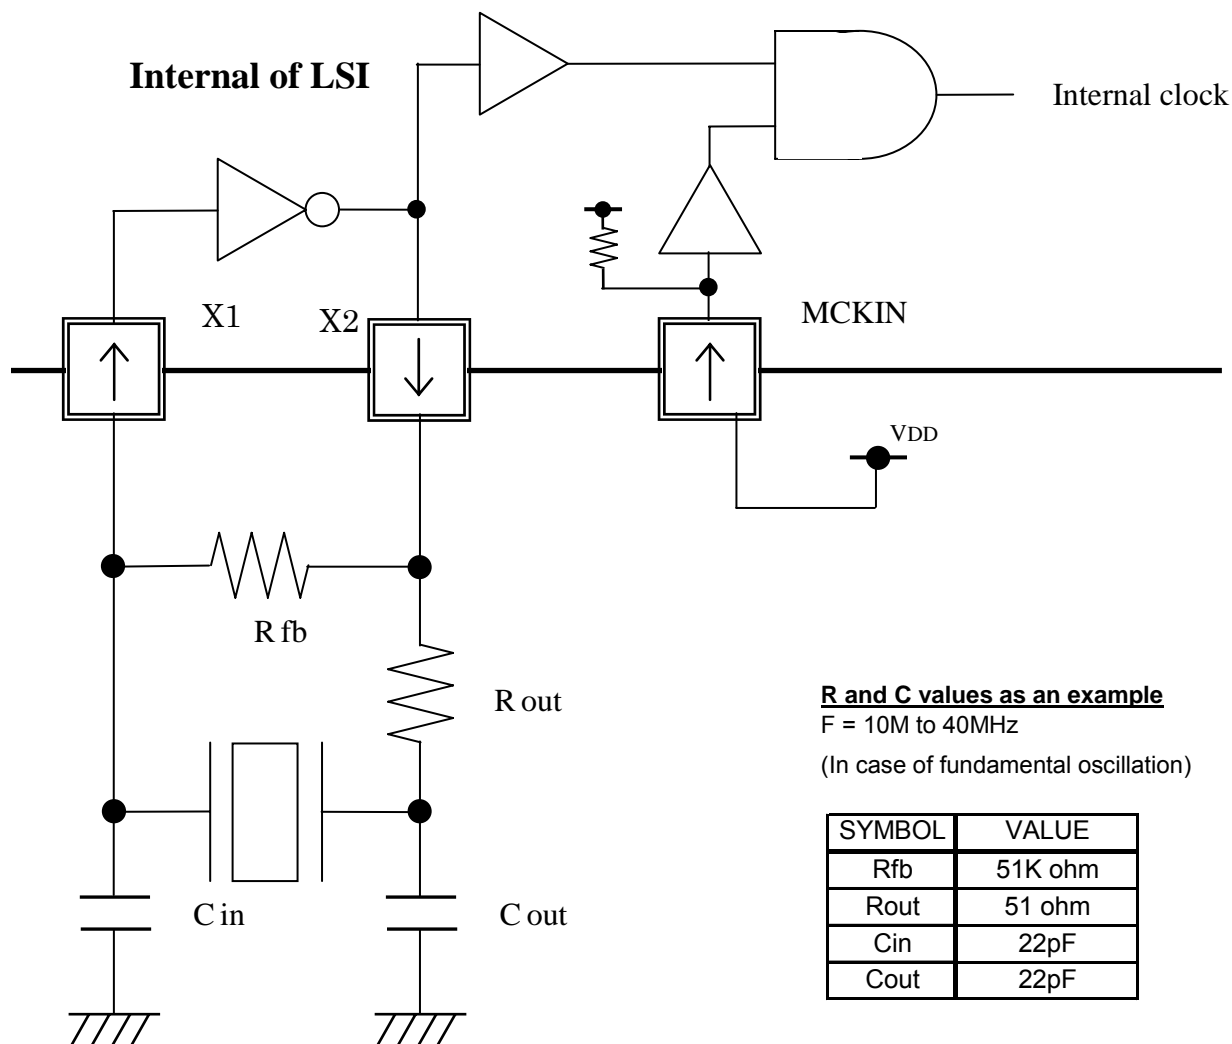 Internal of LSI
Internal clock
X1
X2
MCKIN
VDD
R fb
R out
C in
C out
R and C values as an example
F = 10M to 40MHz
(In case of fundamental oscillation)
SYMBOL VALUE
Rfb 51K ohm
Rout 51 ohm
Cin 22pF
Cout 22pF